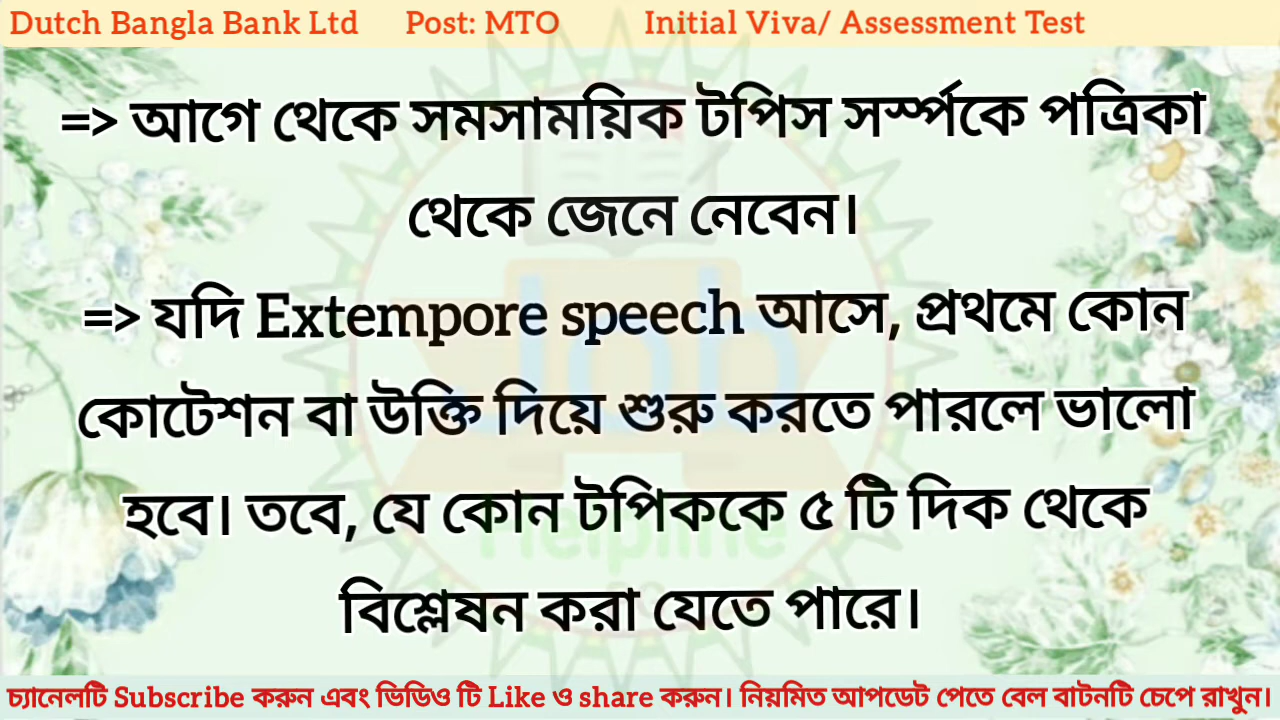 Dutch Bangla Bank Ltd Post: MTO Initial Viva/ Assessment Test
=> আগে থেকে সমসাময়িক টপিস সর্স্পকে পত্রিকা
থেকে জেনে নেবেন।
=> যদি Extempore speech আসে, প্রথমে কোন
কোটেশন বা উক্তি দিয়ে শুরু করতে পারলে ভালো
হবে। তবে, যে কোন টপিককে ৫ টি দিক থেকে
বিশ্লেষন করা যেতে পারে।
Job
Helpline
চ্যানেলটি Subscribe করুন এবং ভিডিও টি Like ও share করুন। নিয়মিত আপডেট পেতে বেল বাটনটি চেপে রাখুন।